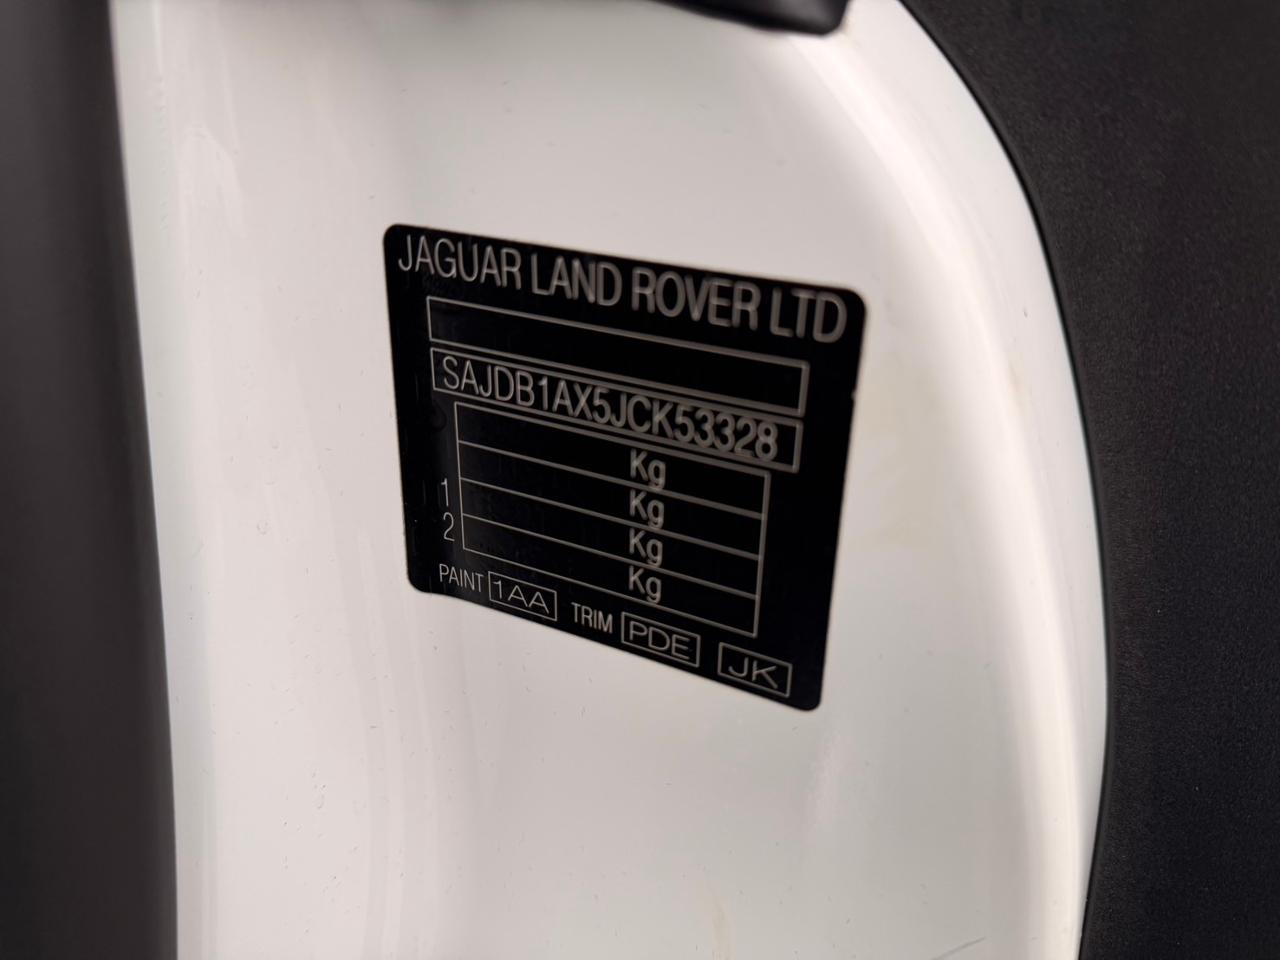 JAGUAR LAND ROVER LTD
SAJDB1AX5JCK53328
Kg
1 Kg
2 Kg
Kg
PAINT 1AA TRIM PDE JK